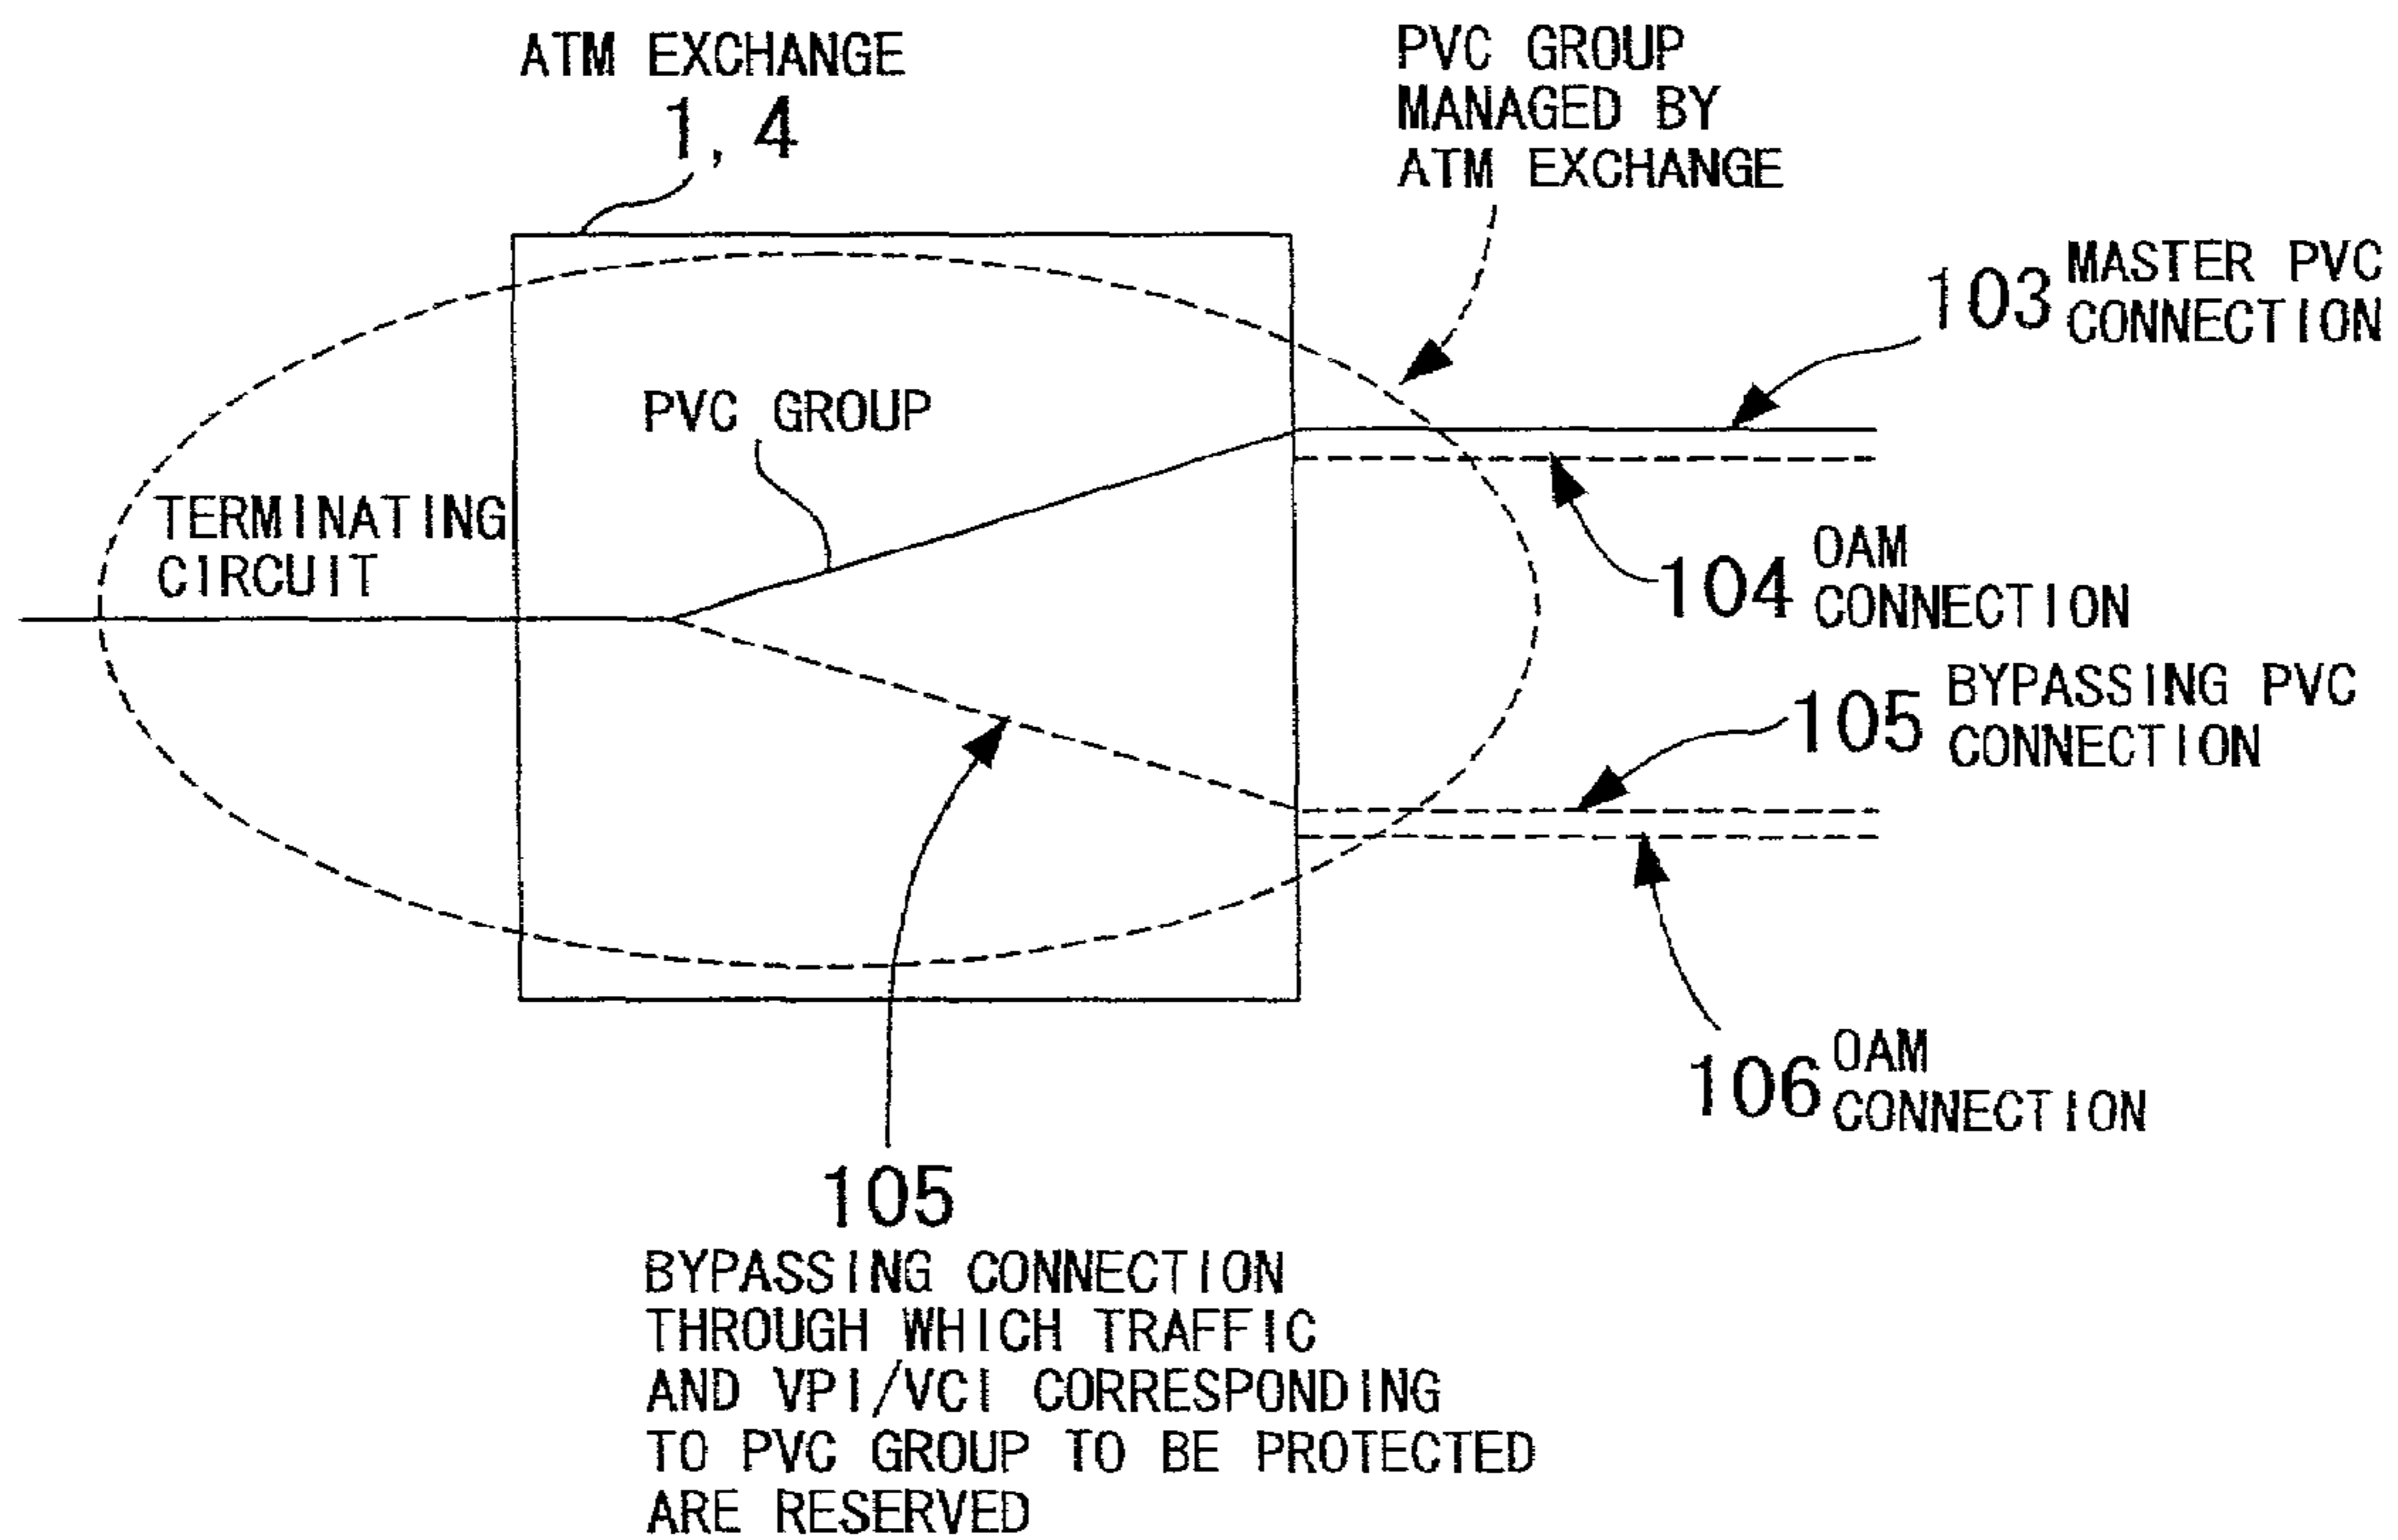 ATM EXCHANGE
1, 4
PVC GROUP
MANAGED BY
ATM EXCHANGE
103 MASTER PVC
CONNECTION
PVC GROUP
TERMINATING
CIRCUIT
104 OAM
CONNECTION
105 BYPASSING PVC
CONNECTION
106 OAM
CONNECTION
105
BYPASSING CONNECTION
THROUGH WHICH TRAFFIC
AND VPI/VCI CORRESPONDING
TO PVC GROUP TO BE PROTECTED
ARE RESERVED